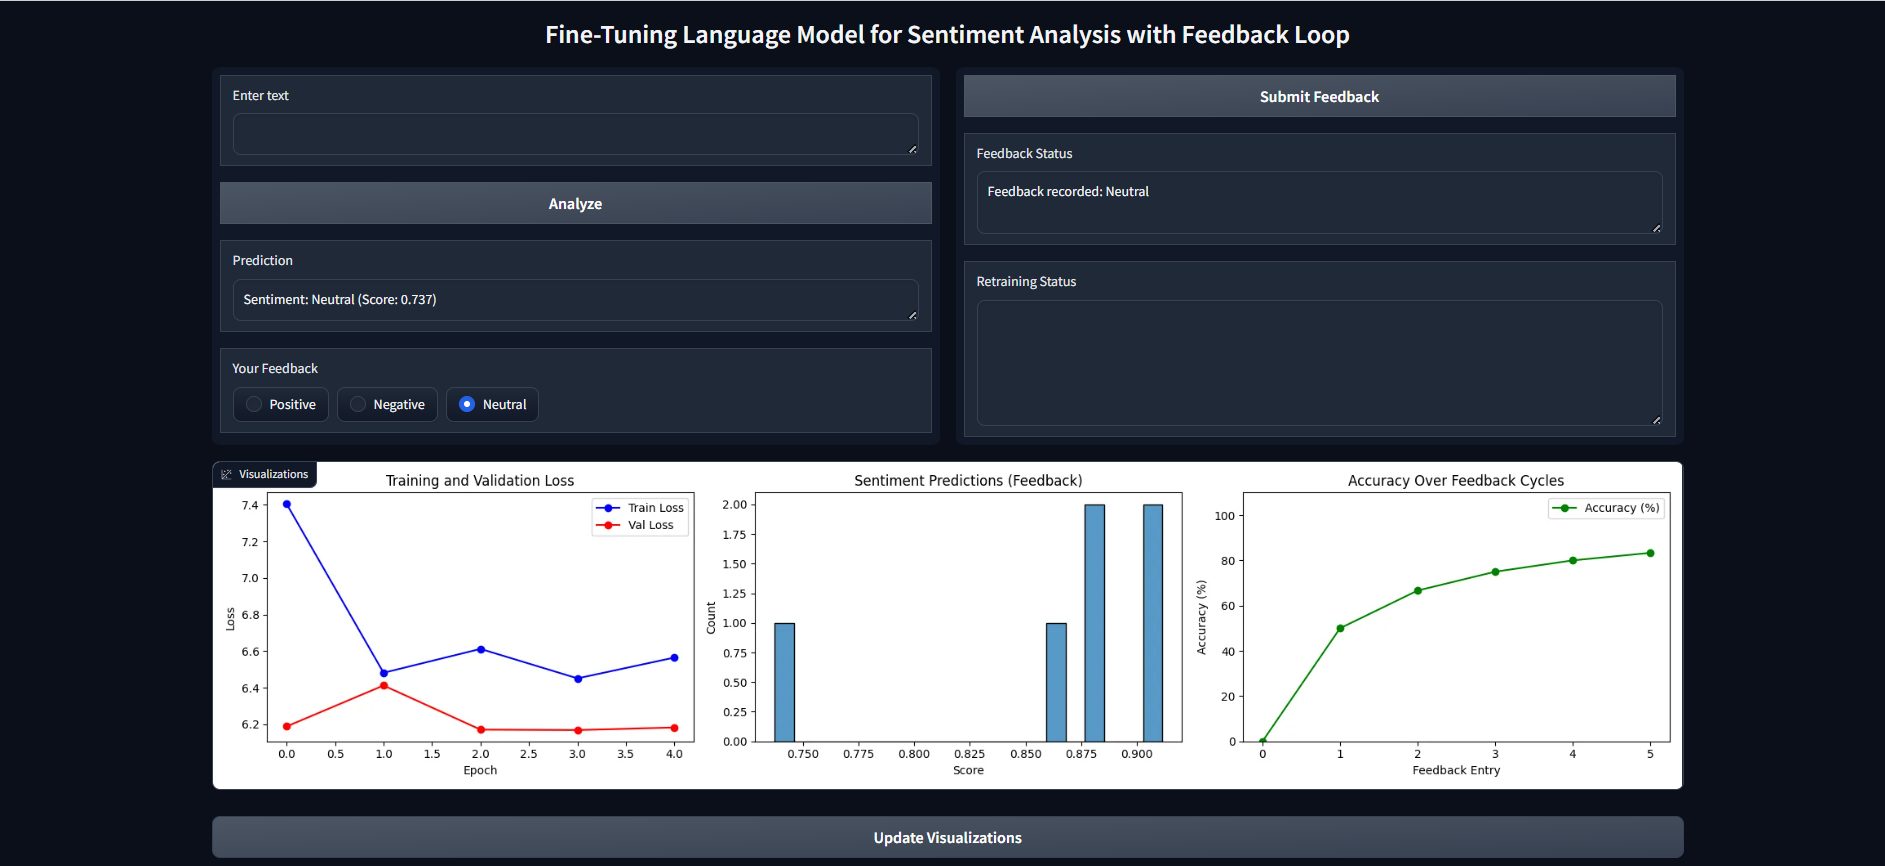 Fine-Tuning Language Model for Sentiment Analysis with Feedback Loop
Enter text
Analyze
Prediction
Sentiment: Neutral (Score: 0.737)
Your Feedback
Positive
Negative
Neutral
Submit Feedback
Feedback Status
Feedback recorded: Neutral
Retraining Status
Visualizations
Training and Validation Loss
Train Loss
Val Loss
Loss
7.4
7.2
7.0
6.8
6.6
6.4
6.2
0.0 0.5 1.0 1.5 2.0 2.5 3.0 3.5 4.0
Epoch
Sentiment Predictions (Feedback)
Count
2.00
1.75
1.50
1.25
1.00
0.75
0.50
0.25
0.00
0.750 0.775 0.800 0.825 0.850 0.875 0.900
Score
Accuracy Over Feedback Cycles
Accuracy (%)
Accuracy (%)
100
80
60
40
20
0
0 1 2 3 4 5
Feedback Entry
Update Visualizations